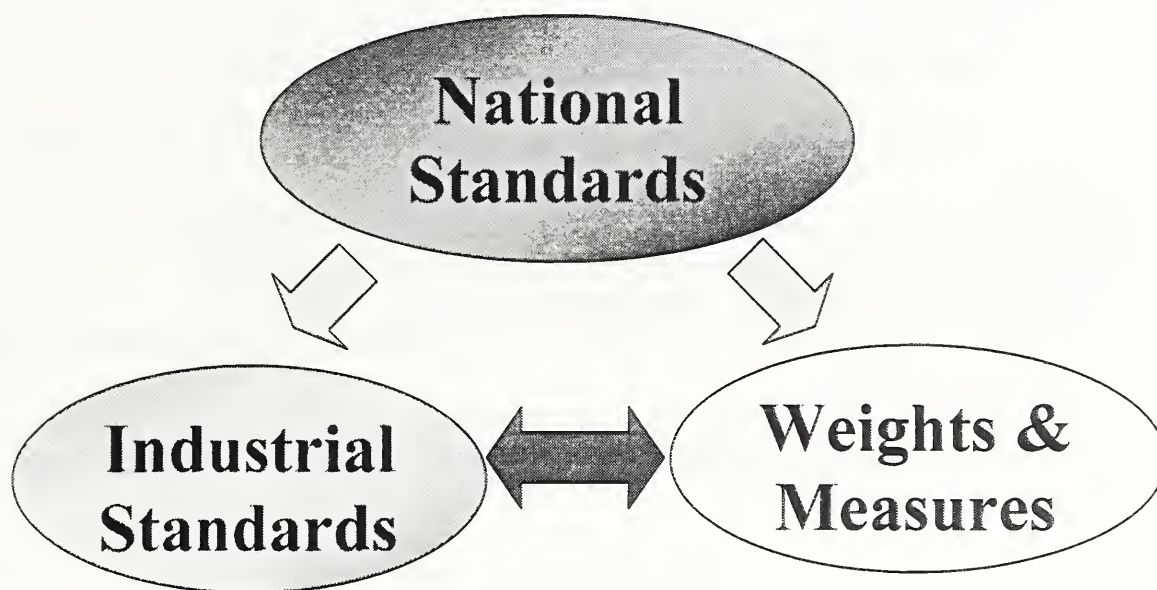 National
Standards
Industrial
Standards
Weights &
Measures